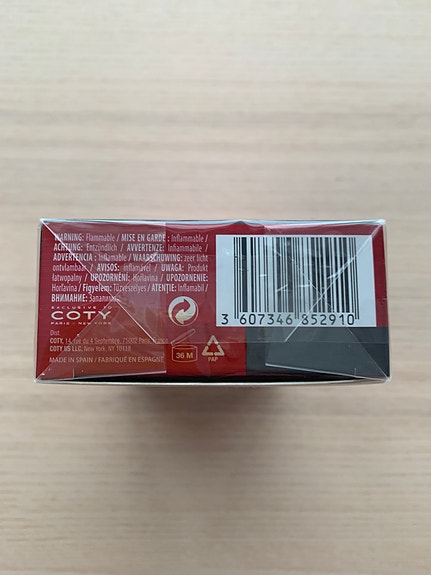 WARNING: Flammable / MISE EN GARDE : Inflammable /
ACHTUNG: Entzündlich / AVVERTENZE: Inflammabile /
ADVERTENCIA : Inflamable / WAARSCHUWING: zeer licht
ontvlambaar / AVISOS: Inflamável / UWAGA: Produkt
łatwopalny / UPOZORNĚNÍ: Hořlavina / UPOZORNENIE:
Horľavina / Figyelem: Tűzveszélyes / ATENŢIE: Inflamabil /
ВНИМАНИЕ: Запалимо
EXCLUSIVE TO
COTY
PARIS - NEW YORK
Dist.
COTY, 14, rue du 4 Septembre, 75002 Paris,
COTY US LLC, New York, NY 10118
MADE IN SPAIN / FABRIQUÉ EN ESPAGNE
36 M
PAP
3 607346 852910